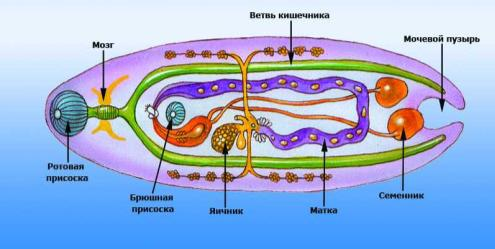 Ветвь кишечника
Мочевой пузырь
Мозг
Ротовая
присоска
Брюшная
присоска
Яичник
Матка
Семенник